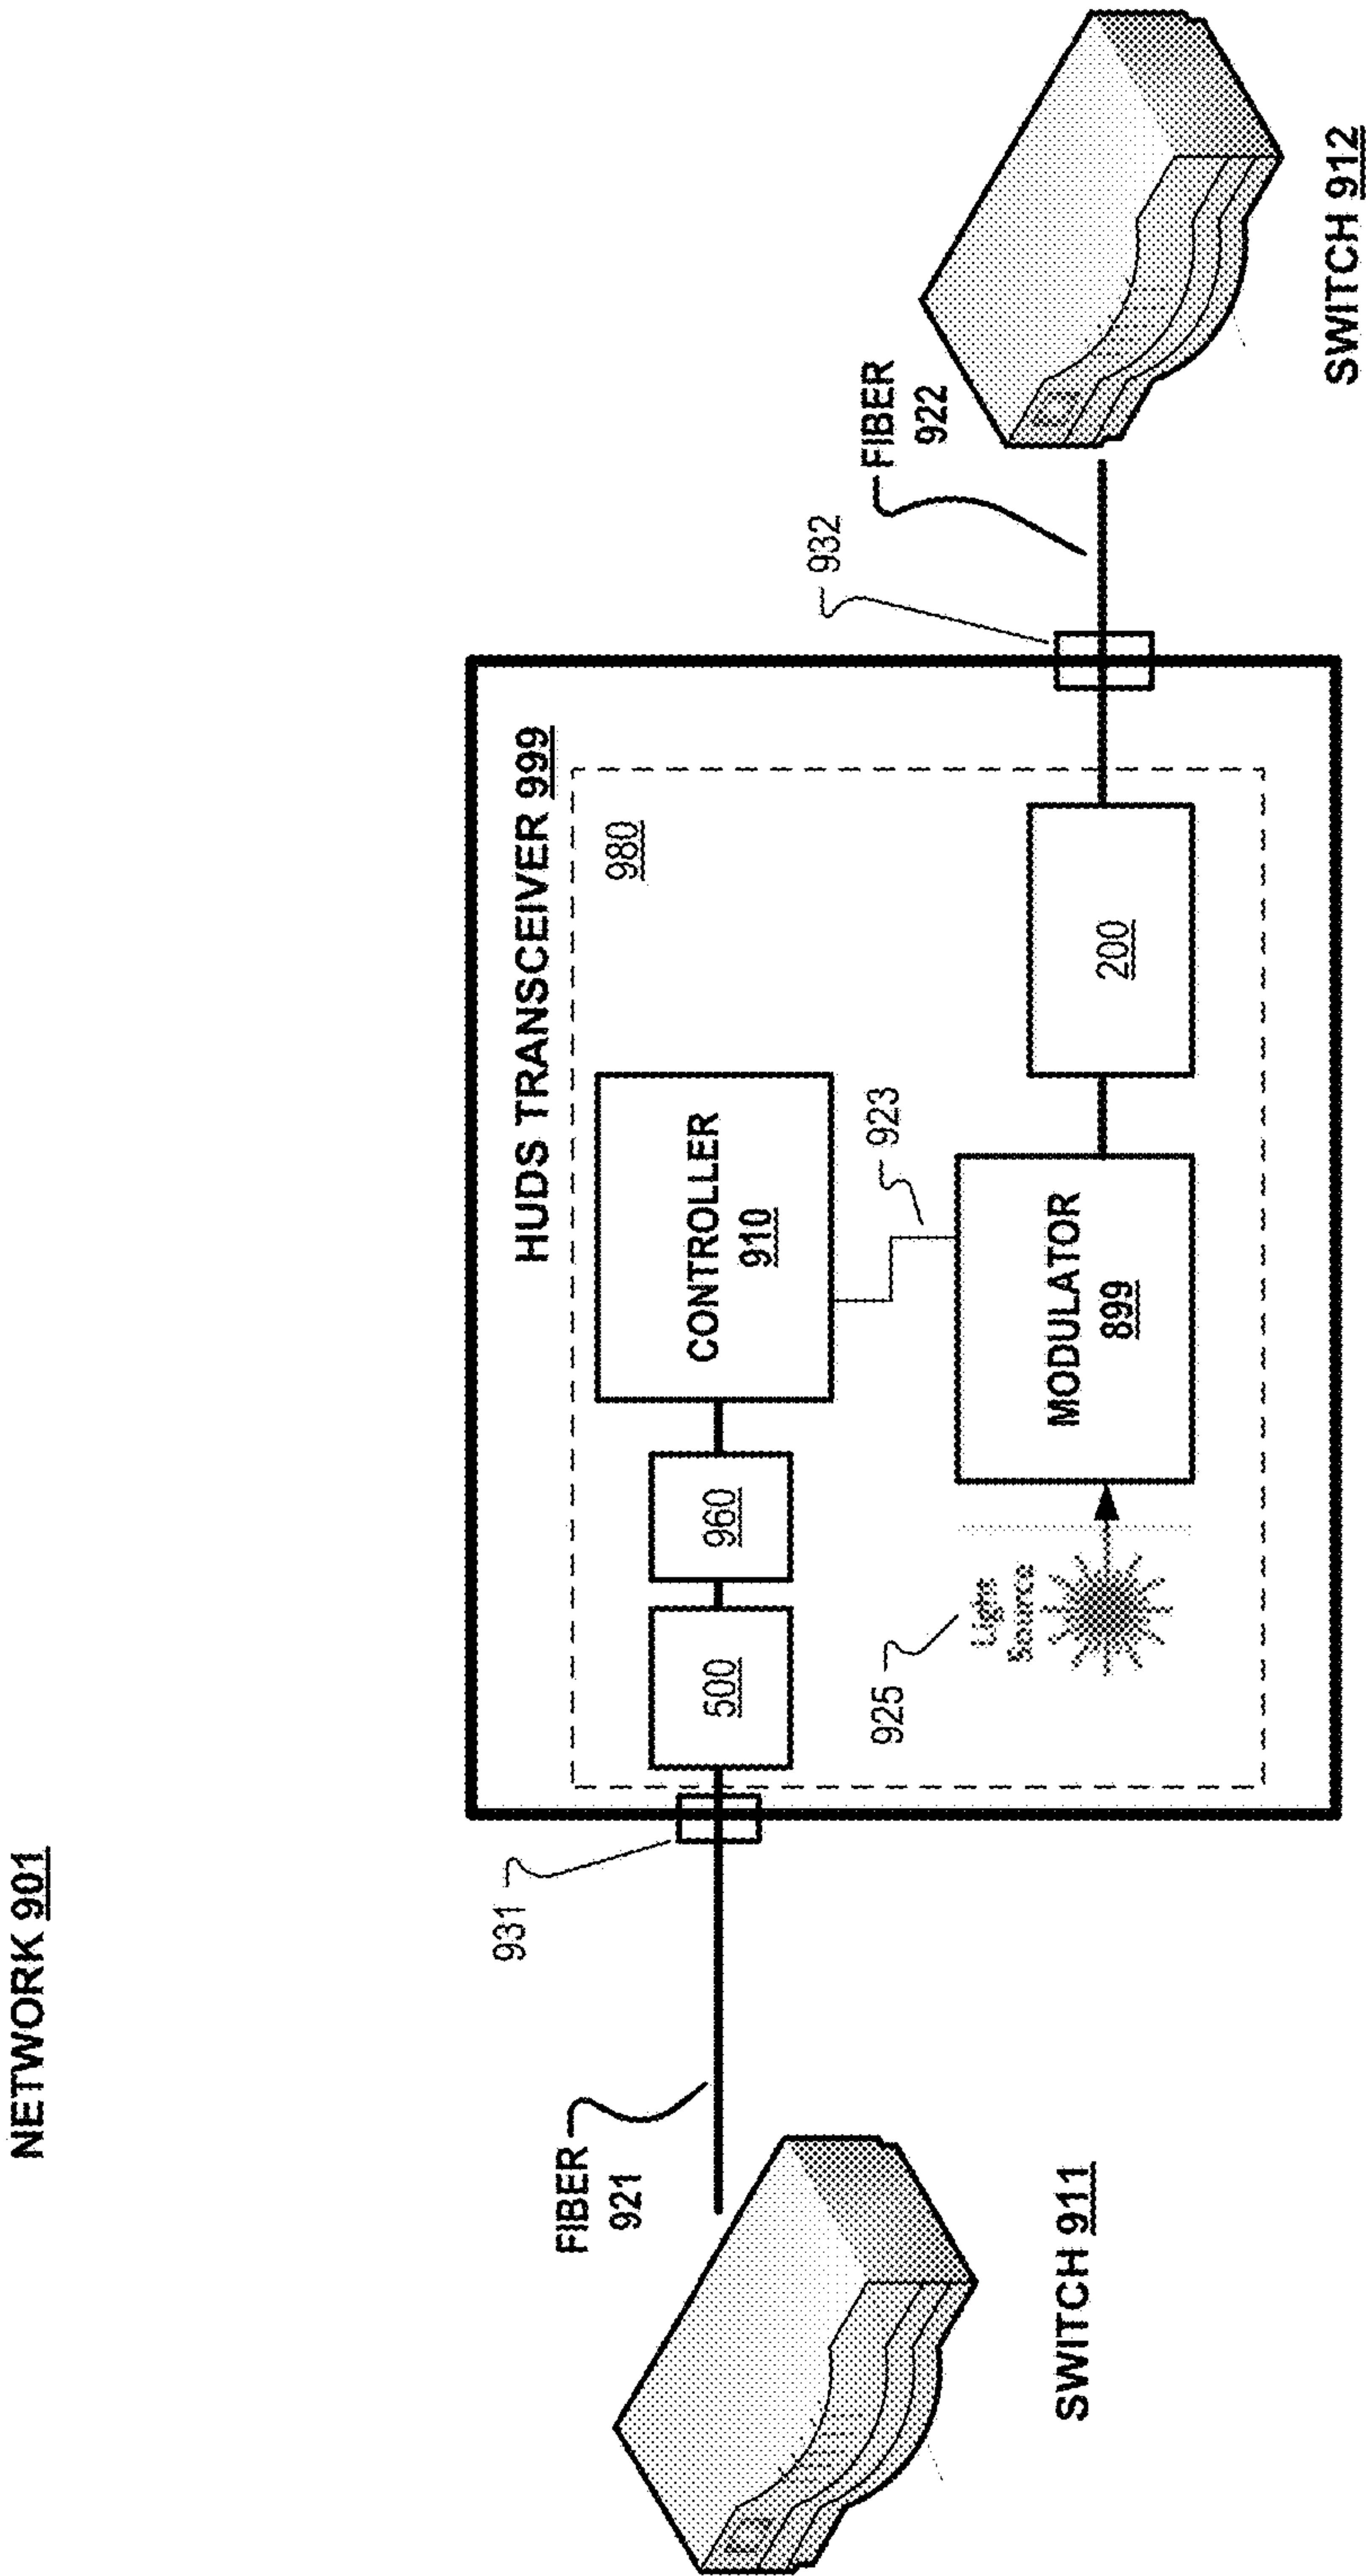 NETWORK 901
HUDS TRANSCEIVER 999
980
FIBER
921
931
500
960
CONTROLLER
910
923
925
Light
Source
MODULATOR
899
200
932
FIBER
922
SWITCH 911
SWITCH 912